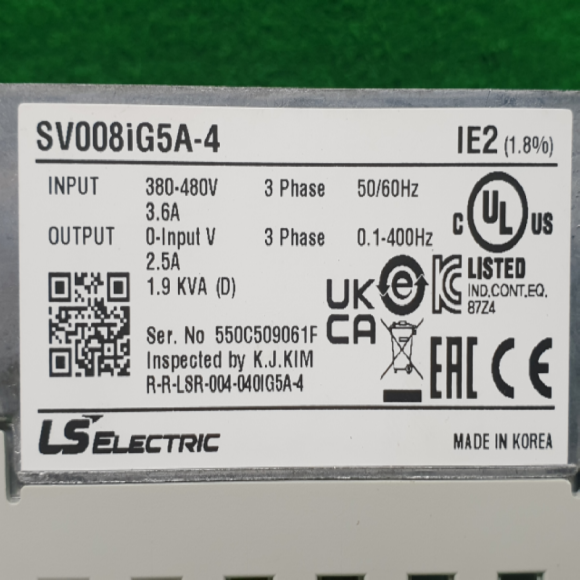 SV008iG5A-4 IE2 (1.8%)
INPUT 380-480V 3 Phase 50/60Hz
3.6A
OUTPUT 0-Input V 3 Phase 0.1-400Hz
2.5A
1.9 KVA (D)
C UL US
LISTED
IND.CONT.EQ.
87Z4
UK
CA
Ser. No 550C509061F
Inspected by K.J.KIM
R-R-LSR-004-040IG5A-4
EAC CE
LS ELECTRIC MADE IN KOREA